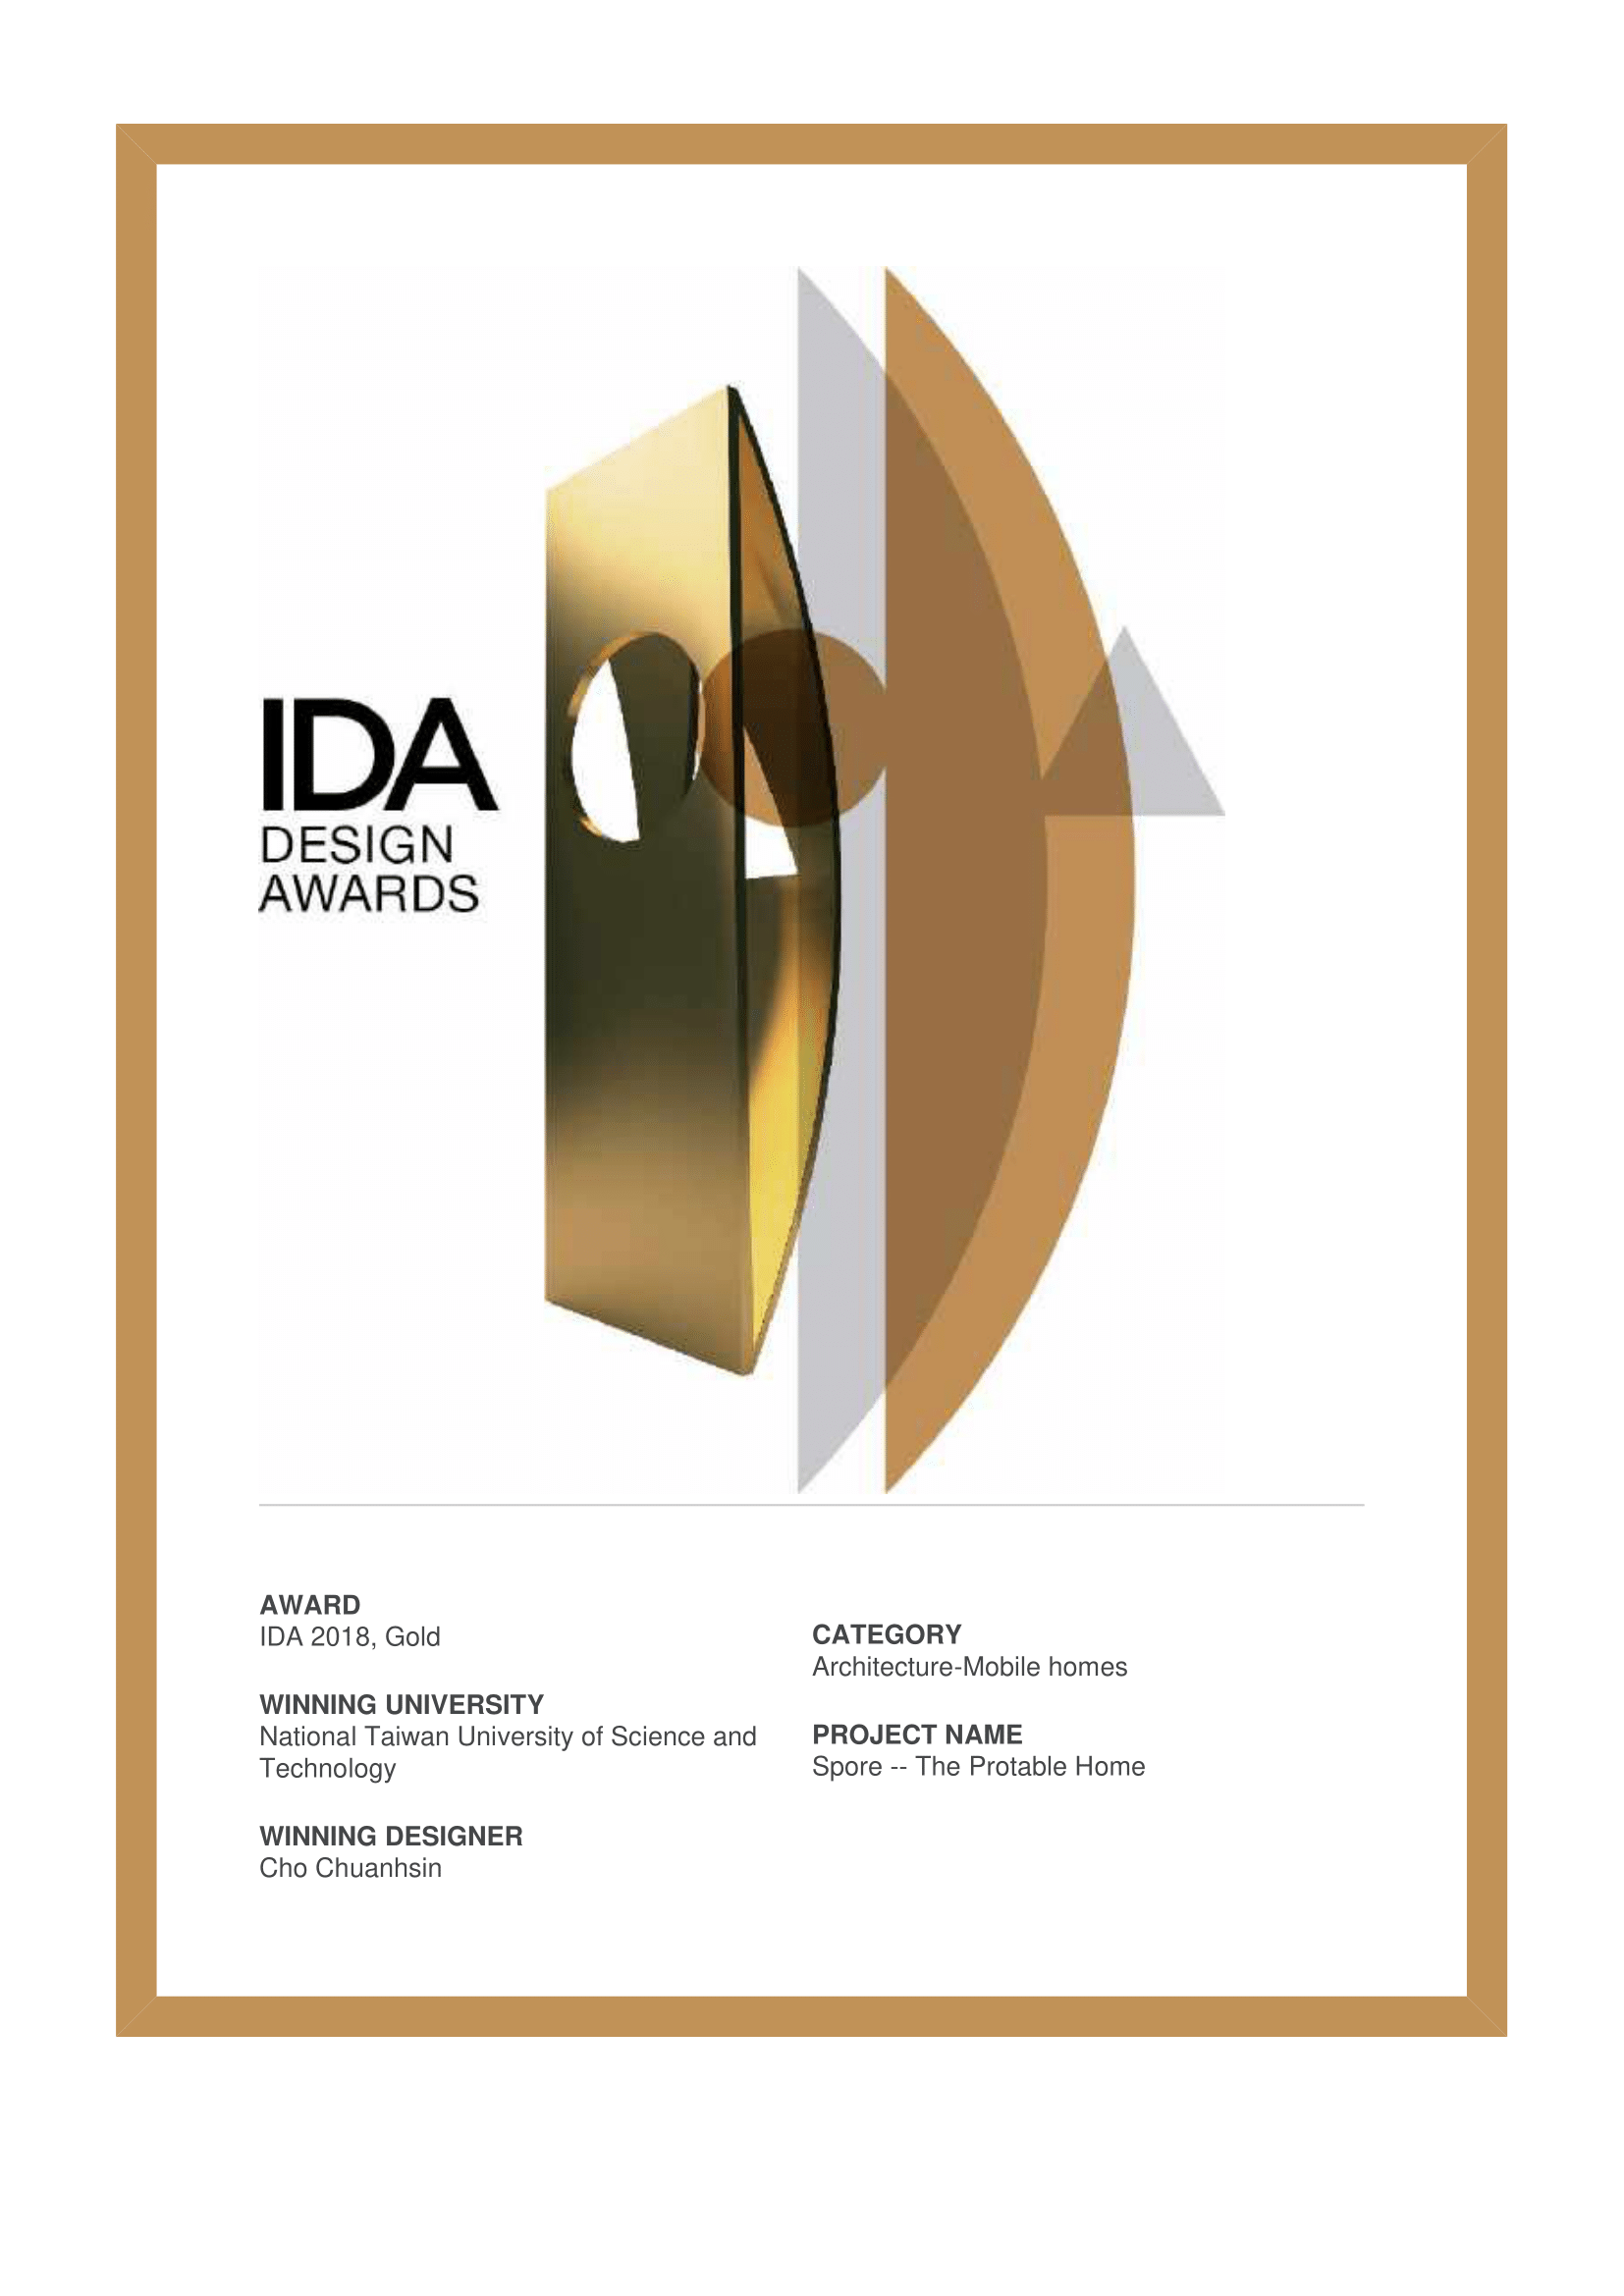 IDA
DESIGN
AWARDS
AWARD
IDA 2018, Gold
WINNING UNIVERSITY
National Taiwan University of Science and
Technology
WINNING DESIGNER
Cho Chuanhsin
CATEGORY
Architecture-Mobile homes
PROJECT NAME
Spore -- The Protable Home